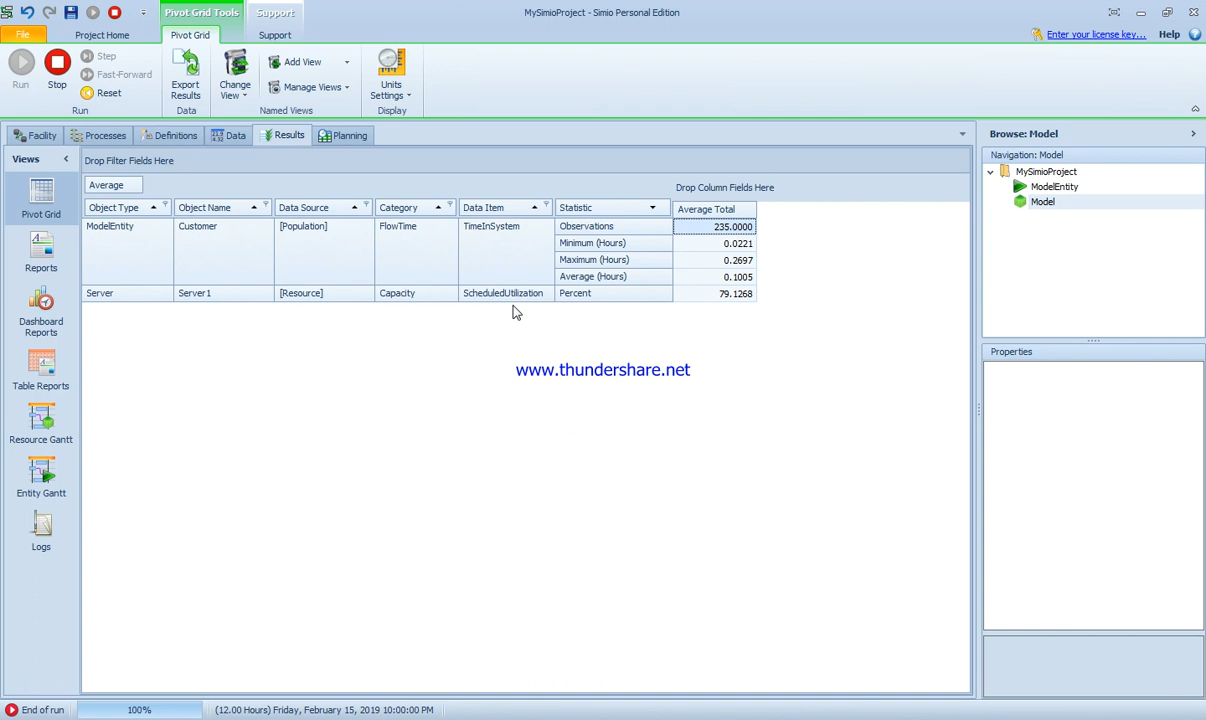 Pivot Grid Tools
Support
MySimioProject - Simio Personal Edition
File
Project Home
Pivot Grid
Support
Enter your license key...
Help
Run
Stop
Step
Fast-Forward
Reset
Run
Export Results
Data
Change View
Add View
Manage Views
Named Views
Units Settings
Display
Facility
Processes
Definitions
Data
Results
Planning
Browse: Model
Views
Drop Filter Fields Here
Navigation: Model
MySimioProject
ModelEntity
Model
Average
Drop Column Fields Here
Object Type
Object Name
Data Source
Category
Data Item
Statistic
Average Total
ModelEntity
Customer
[Population]
FlowTime
TimeInSystem
Observations
235.0000
Minimum (Hours)
0.0221
Maximum (Hours)
0.2697
Average (Hours)
0.1005
Server
Server1
[Resource]
Capacity
ScheduledUtilization
Percent
79.1268
Pivot Grid
Reports
Dashboard
Reports
Table Reports
Resource Gantt
Entity Gantt
Logs
www.thundershare.net
Properties
End of run
100%
(12.00 Hours) Friday, February 15, 2019 10:00:00 PM